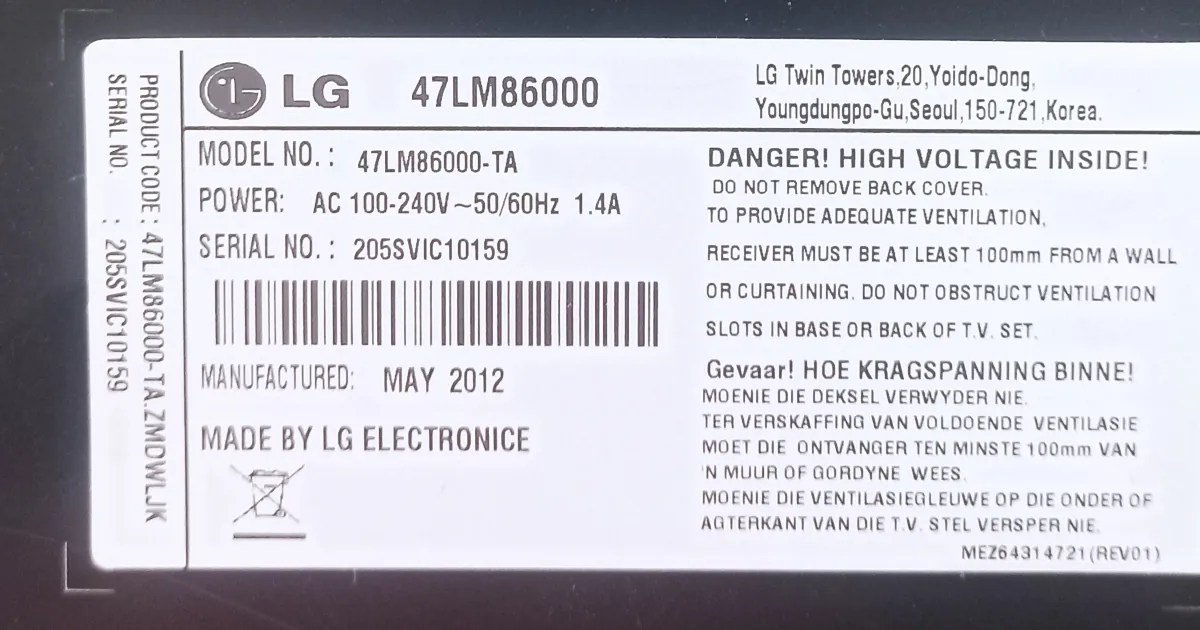 LG 47LM86000
LG Twin Towers,20,Yoido-Dong,
Youngdungpo-Gu,Seoul,150-721,Korea.
PRODUCT CODE : 47LM86000-TA.ZMDWLJK
SERIAL NO. : 205SVIC10159
MODEL NO. : 47LM86000-TA
POWER: AC 100-240V~50/60Hz 1.4A
SERIAL NO. : 205SVIC10159
MANUFACTURED: MAY 2012
MADE BY LG ELECTRONICE
DANGER! HIGH VOLTAGE INSIDE!
DO NOT REMOVE BACK COVER.
TO PROVIDE ADEQUATE VENTILATION,
RECEIVER MUST BE AT LEAST 100mm FROM A WALL
OR CURTAINING. DO NOT OBSTRUCT VENTILATION
SLOTS IN BASE OR BACK OF T.V. SET.
Gevaar! HOE KRAGSPANNING BINNE!
MOENIE DIE DEKSEL VERWYDER NIE.
TER VERSKAFFING VAN VOLDOENDE VENTILASIE
MOET DIE ONTVANGER TEN MINSTE 100mm VAN
'N MUUR OF GORDYNE WEES.
MOENIE DIE VENTILASIEGLEUWE OP DIE ONDER OF
AGTERKANT VAN DIE T.V. STEL VERSPER NIE.
MEZ64314721(REV01)